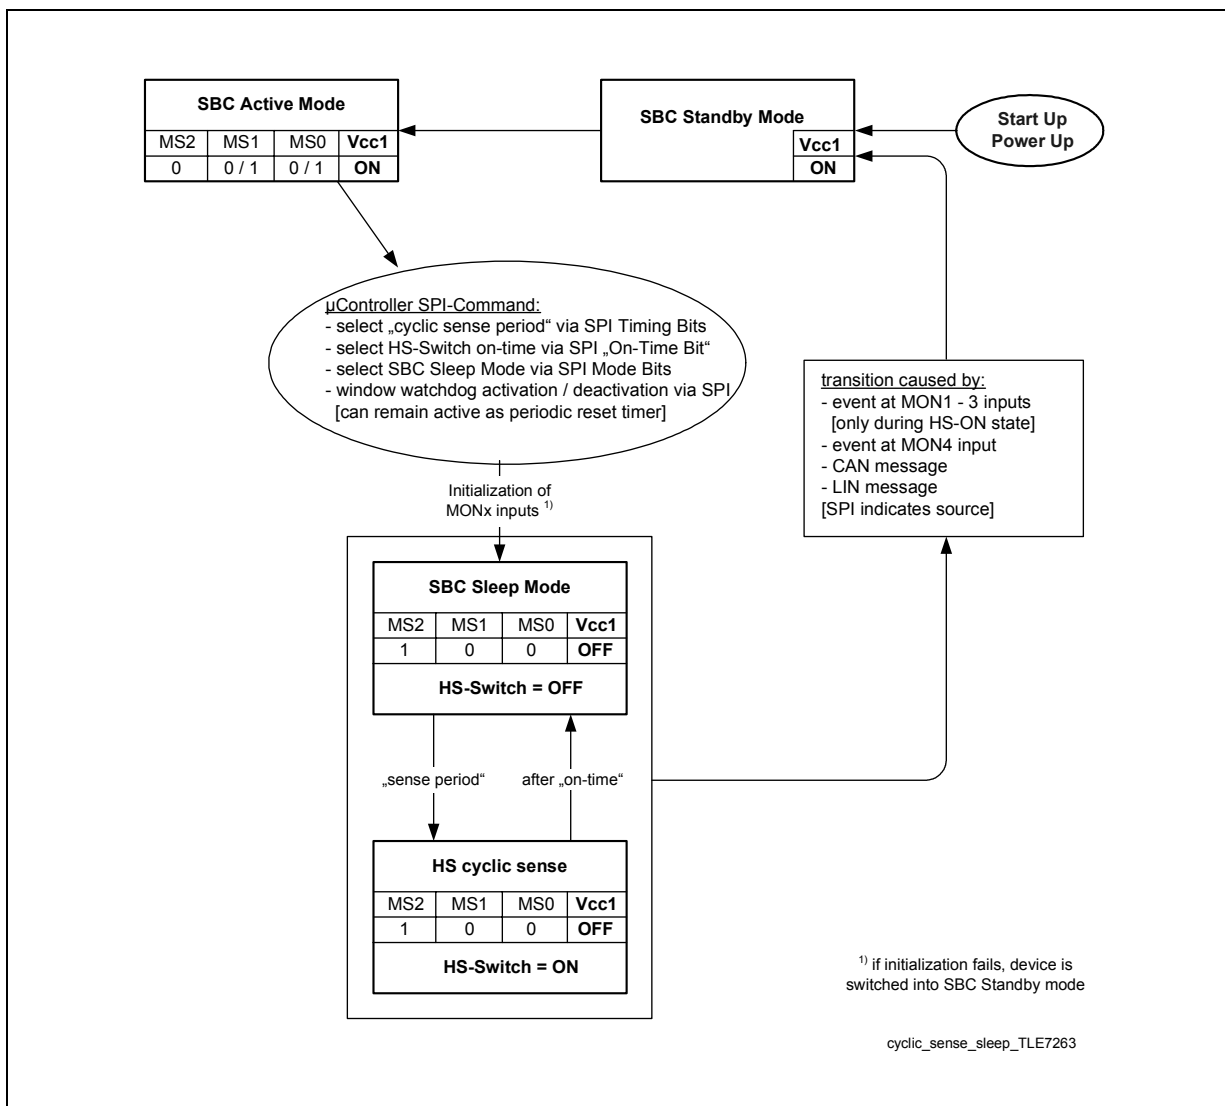 SBC Active Mode
MS2 MS1 MS0 Vcc1
0 0 / 1 0 / 1 ON
SBC Standby Mode
Vcc1
ON
Start Up
Power Up
µController SPI-Command:
- select „cyclic sense period“ via SPI Timing Bits
- select HS-Switch on-time via SPI „On-Time Bit“
- select SBC Sleep Mode via SPI Mode Bits
- window watchdog activation / deactivation via SPI
[can remain active as periodic reset timer]
transition caused by:
- event at MON1 - 3 inputs
[only during HS-ON state]
- event at MON4 input
- CAN message
- LIN message
[SPI indicates source]
Initialization of
MONx inputs 1)
SBC Sleep Mode
MS2 MS1 MS0 Vcc1
1 0 0 OFF
HS-Switch = OFF
„sense period“ after „on-time“
HS cyclic sense
MS2 MS1 MS0 Vcc1
1 0 0 OFF
HS-Switch = ON
1) if initialization fails, device is
switched into SBC Standby mode
cyclic_sense_sleep_TLE7263